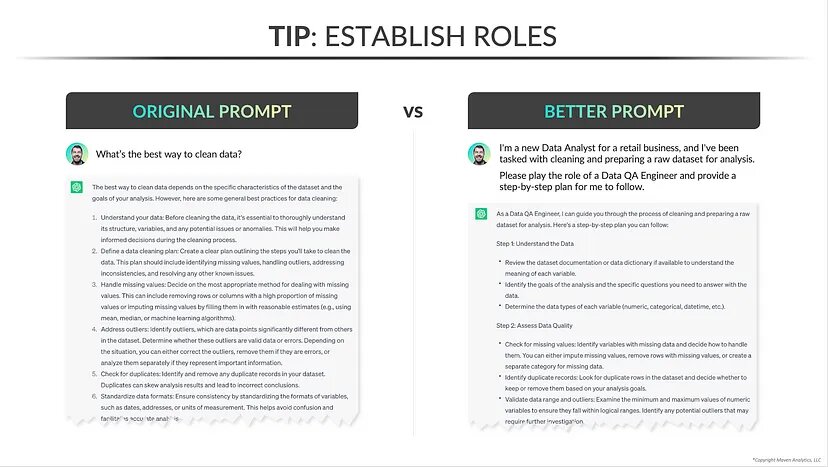 TIP: ESTABLISH ROLES
ORIGINAL PROMPT
What's the best way to clean data?
The best way to clean data depends on the specific characteristics of the dataset and the
goals of your analysis. However, here are some general best practices for data cleaning:
1. Understand your data: Before cleaning the data, it's essential to thoroughly understand
its structure, variables, and any potential issues or anomalies. This will help you make
informed decisions during the cleaning process.
2. Define a data cleaning plan: Create a clear plan outlining the steps you'll take to clean the
data. This plan should include identifying missing values, handling outliers, addressing
inconsistencies, and resolving any other known issues.
3. Handle missing values: Decide on the most appropriate method for dealing with missing
values. This can include removing rows or columns with a high proportion of missing
values or imputing missing values by filling them in with reasonable estimates (e.g., using
mean, median, or machine learning algorithms).
4. Address outliers: Identify outliers, which are data points significantly different from others
in the dataset. Determine whether these outliers are valid data or errors. Depending on
the situation, you can either correct the outliers, remove them if they are errors, or
analyze them separately if they represent important information.
5. Check for duplicates: Identify and remove any duplicate records in your dataset.
Duplicates can skew analysis results and lead to incorrect conclusions.
6. Standardize data formats: Ensure consistency by standardizing the formats of variables,
such as dates, addresses, or units of measurement. This helps avoid confusion and
facilitates accurate analysis
VS
BETTER PROMPT
I'm a new Data Analyst for a retail business, and I've been
tasked with cleaning and preparing a raw dataset for analysis.
Please play the role of a Data QA Engineer and provide a
step-by-step plan for me to follow.
As a Data QA Engineer, I can guide you through the process of cleaning and preparing a raw
dataset for analysis. Here's a step-by-step plan you can follow:
Step 1: Understand the Data
• Review the dataset documentation or data dictionary if available to understand the
meaning of each variable.
• Identify the goals of the analysis and the specific questions you need to answer with the
data.
• Determine the data types of each variable (numeric, categorical, datetime, etc.).
Step 2: Assess Data Quality
• Check for missing values: Identify variables with missing data and decide how to handle
them. You can either impute missing values, remove rows with missing values, or create a
separate category for missing data.
• Identify duplicate records: Look for duplicate rows in the dataset and decide whether to
keep or remove them based on your analysis goals.
• Validate data range and outliers: Examine the minimum and maximum values of numeric
variables to ensure they fall within logical ranges. Identify any potential outliers that may
require further investigation.
*Copyright Maven Analytics, LLC